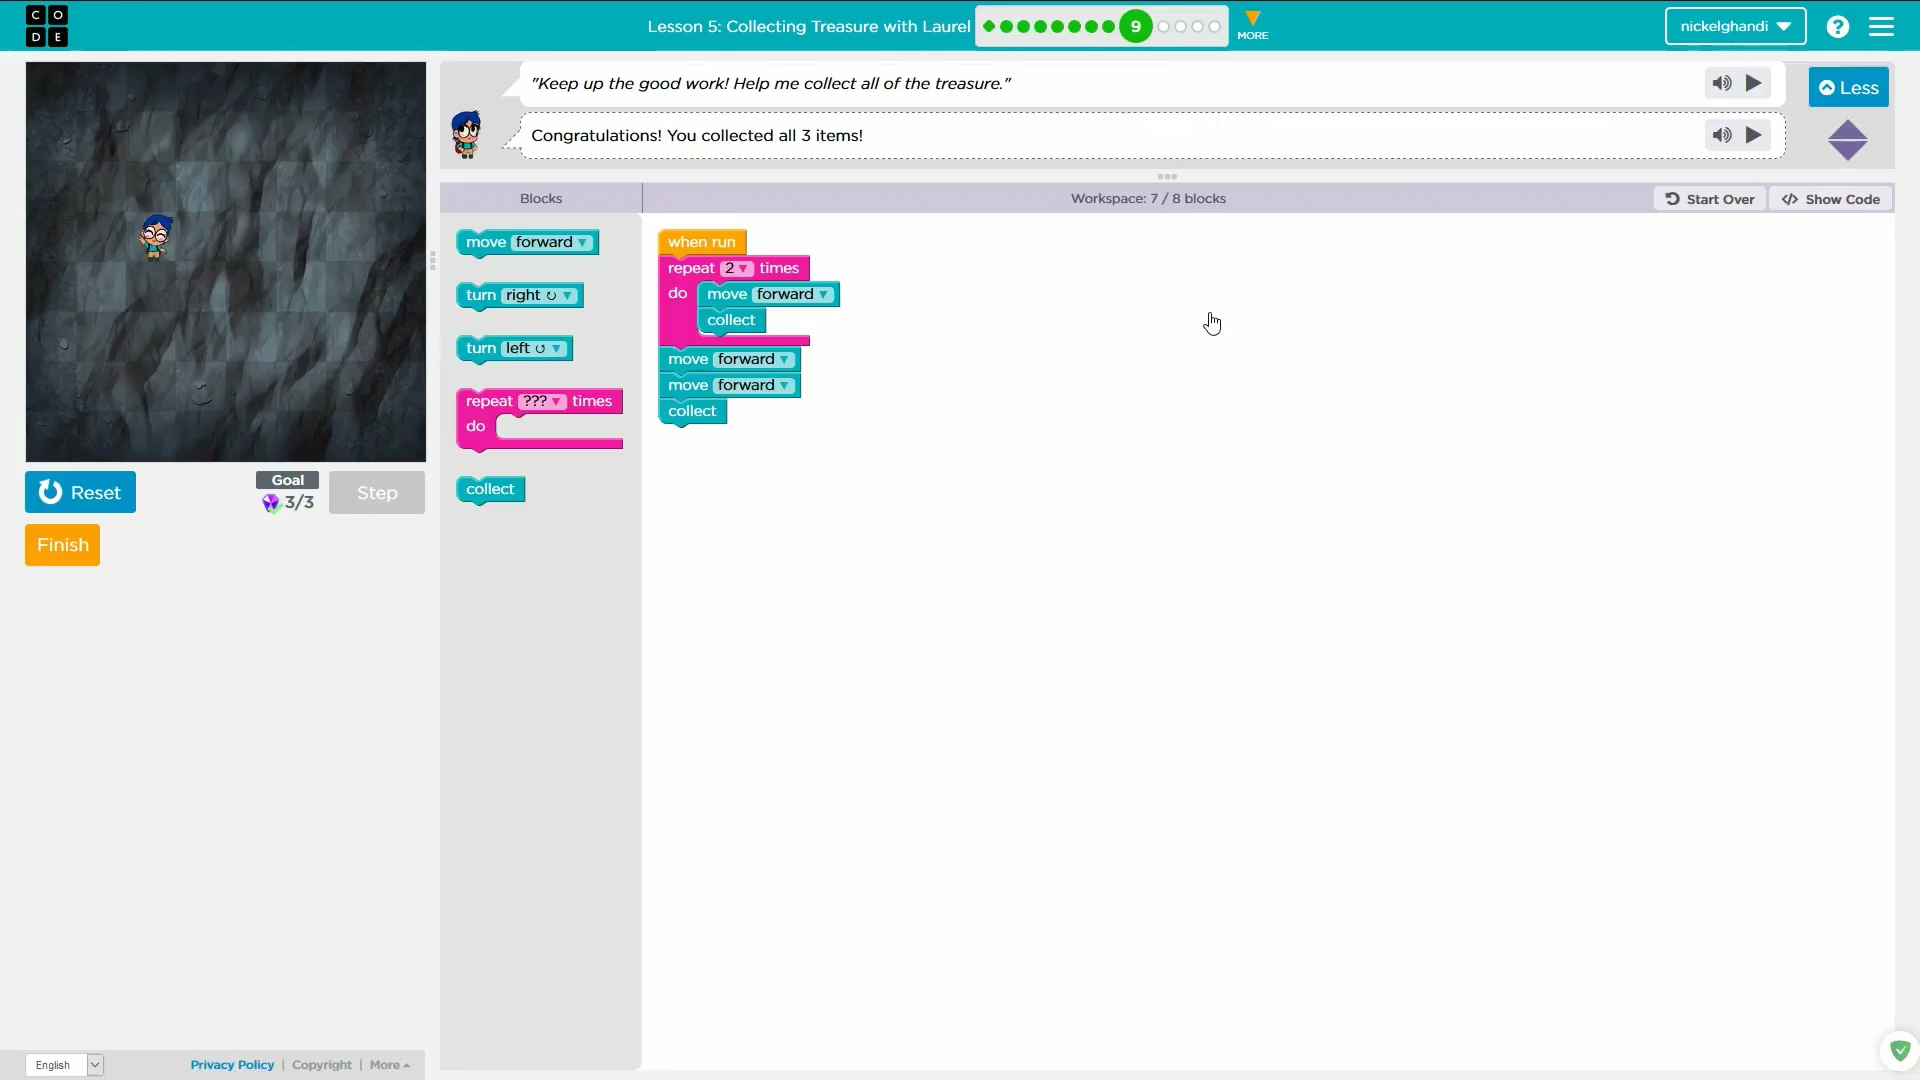 C O
D E
Lesson 5: Collecting Treasure with Laurel
9
MORE
nickelghandi
?
"Keep up the good work! Help me collect all of the treasure."
Less
Congratulations! You collected all 3 items!
Blocks
Workspace: 7 / 8 blocks
Start Over
</> Show Code
move forward
turn right
turn left
repeat ??? times
do
collect
when run
repeat 2 times
do move forward
collect
move forward
move forward
collect
Reset
Goal
3/3
Step
Finish
English
Privacy Policy | Copyright | More